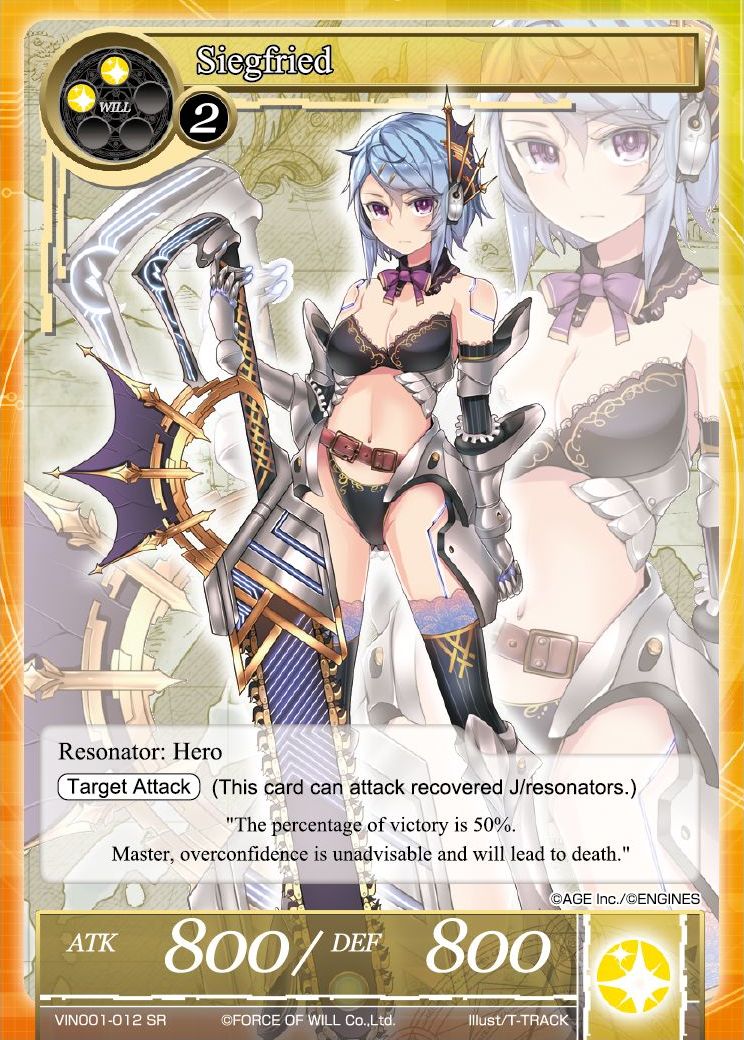 Siegfried
WILL
2
Resonator: Hero
Target Attack (This card can attack recovered J/resonators.)
"The percentage of victory is 50%.
Master, overconfidence is unadvisable and will lead to death."
©AGE Inc./©ENGINES
ATK 800/ DEF 800
VIN001-012 SR ©FORCE OF WILL Co.,Ltd. Illust/T-TRACK